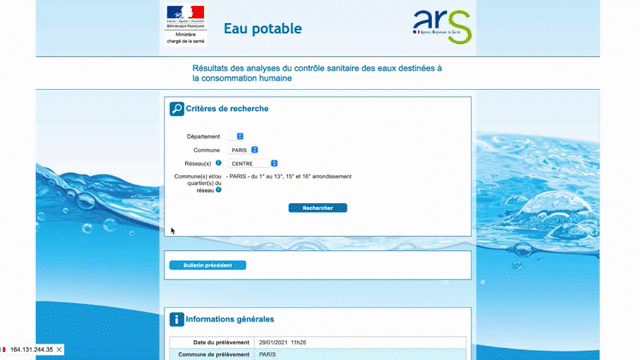 RÉPUBLIQUE FRANÇAISE
Ministère
chargé de la santé
Eau potable
ars
Agence Régionale de Santé
Résultats des analyses du contrôle sanitaire des eaux destinées à
la consommation humaine
Critères de recherche
Département
Commune PARIS
Réseau(x) CENTRE
Commune(s) et/ou
quartier(s) du
réseau
- PARIS - du 1° au 13°, 15° et 16° arrondissement
Rechercher
Bulletin précédent
Informations générales
Date du prélèvement 29/01/2021 11h26
Commune de prélèvement PARIS
164.131.244.35